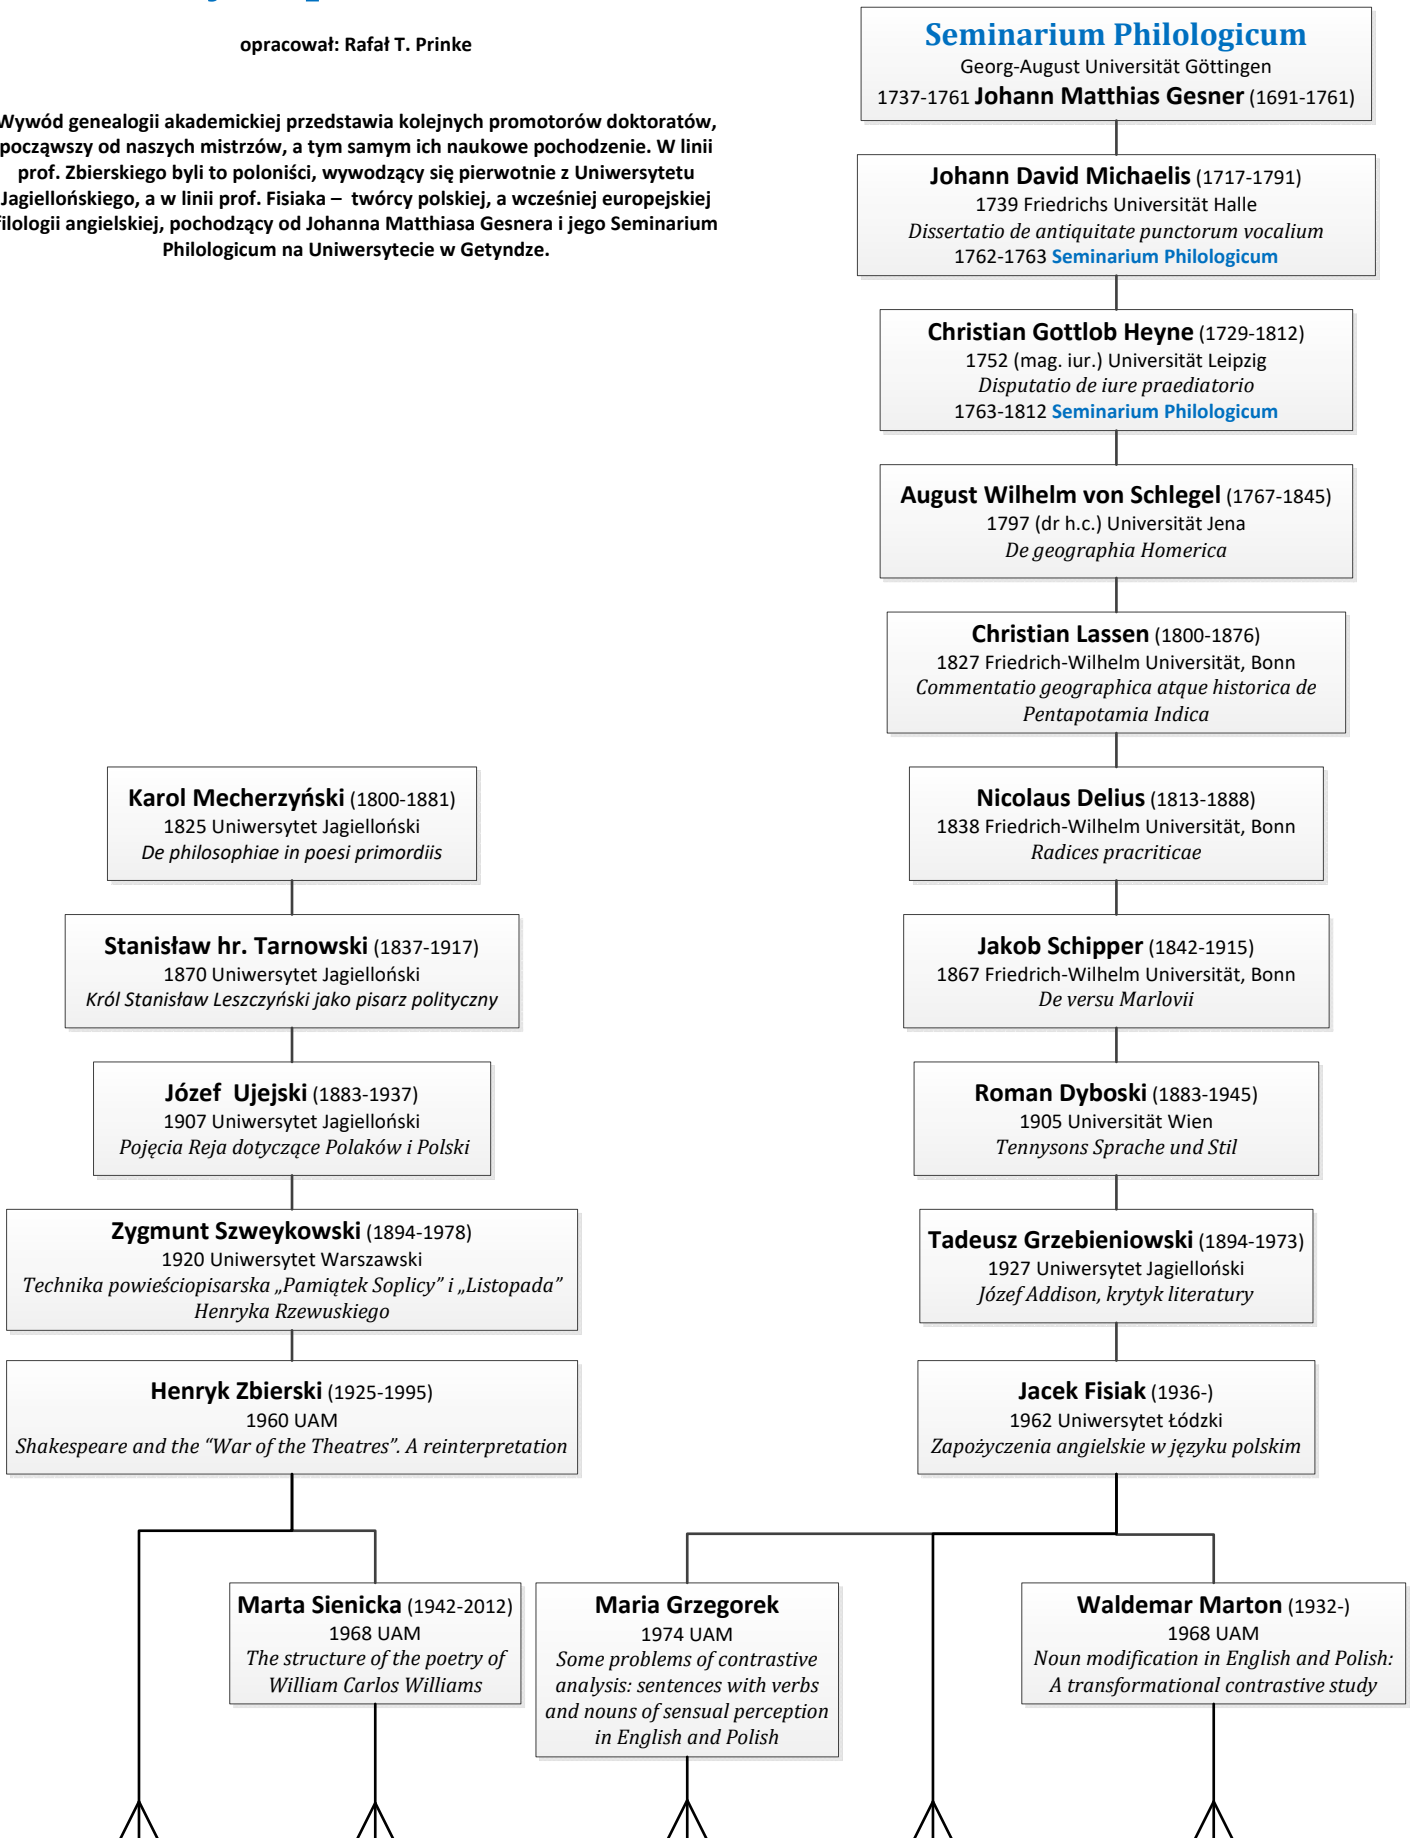 opracował: Rafał T. Prinke
Wywód genealogii akademickiej przedstawia kolejnych promotorów doktoratów,
począwszy od naszych mistrzów, a tym samym ich naukowe pochodzenie. W linii
prof. Zbierskiego byli to poloniści, wywodzący się pierwotnie z Uniwersytetu
Jagiellońskiego, a w linii prof. Fisiaka – twórcy polskiej, a wcześniej europejskiej
filologii angielskiej, pochodzący od Johanna Matthiasa Gesnera i jego Seminarium
Philologicum na Uniwersytecie w Getyndze.
Seminarium Philologicum
Georg-August Universität Göttingen
1737-1761 Johann Matthias Gesner (1691-1761)
Johann David Michaelis (1717-1791)
1739 Friedrichs Universität Halle
Dissertatio de antiquitate punctorum vocalium
1762-1763 Seminarium Philologicum
Christian Gottlob Heyne (1729-1812)
1752 (mag. iur.) Universität Leipzig
Disputatio de iure praediatorio
1763-1812 Seminarium Philologicum
August Wilhelm von Schlegel (1767-1845)
1797 (dr h.c.) Universität Jena
De geographia Homerica
Christian Lassen (1800-1876)
1827 Friedrich-Wilhelm Universität, Bonn
Commentatio geographica atque historica de
Pentapotamia Indica
Karol Mecherzyński (1800-1881)
1825 Uniwersytet Jagielloński
De philosophiae in poesi primordiis
Nicolaus Delius (1813-1888)
1838 Friedrich-Wilhelm Universität, Bonn
Radices pracriticae
Stanisław hr. Tarnowski (1837-1917)
1870 Uniwersytet Jagielloński
Król Stanisław Leszczyński jako pisarz polityczny
Jakob Schipper (1842-1915)
1867 Friedrich-Wilhelm Universität, Bonn
De versu Marlovii
Józef Ujejski (1883-1937)
1907 Uniwersytet Jagielloński
Pojęcia Reja dotyczące Polaków i Polski
Roman Dyboski (1883-1945)
1905 Universität Wien
Tennysons Sprache und Stil
Zygmunt Szweykowski (1894-1978)
1920 Uniwersytet Warszawski
Technika powieściopisarska „Pamiątek Soplicy” i „Listopada”
Henryka Rzewuskiego
Tadeusz Grzebieniowski (1894-1973)
1927 Uniwersytet Jagielloński
Józef Addison, krytyk literatury
Henryk Zbierski (1925-1995)
1960 UAM
Shakespeare and the “War of the Theatres”. A reinterpretation
Jacek Fisiak (1936-)
1962 Uniwersytet Łódzki
Zapożyczenia angielskie w języku polskim
Marta Sienicka (1942-2012)
1968 UAM
The structure of the poetry of
William Carlos Williams
Maria Grzegorek
1974 UAM
Some problems of contrastive
analysis: sentences with verbs
and nouns of sensual perception
in English and Polish
Waldemar Marton (1932-)
1968 UAM
Noun modification in English and Polish:
A transformational contrastive study